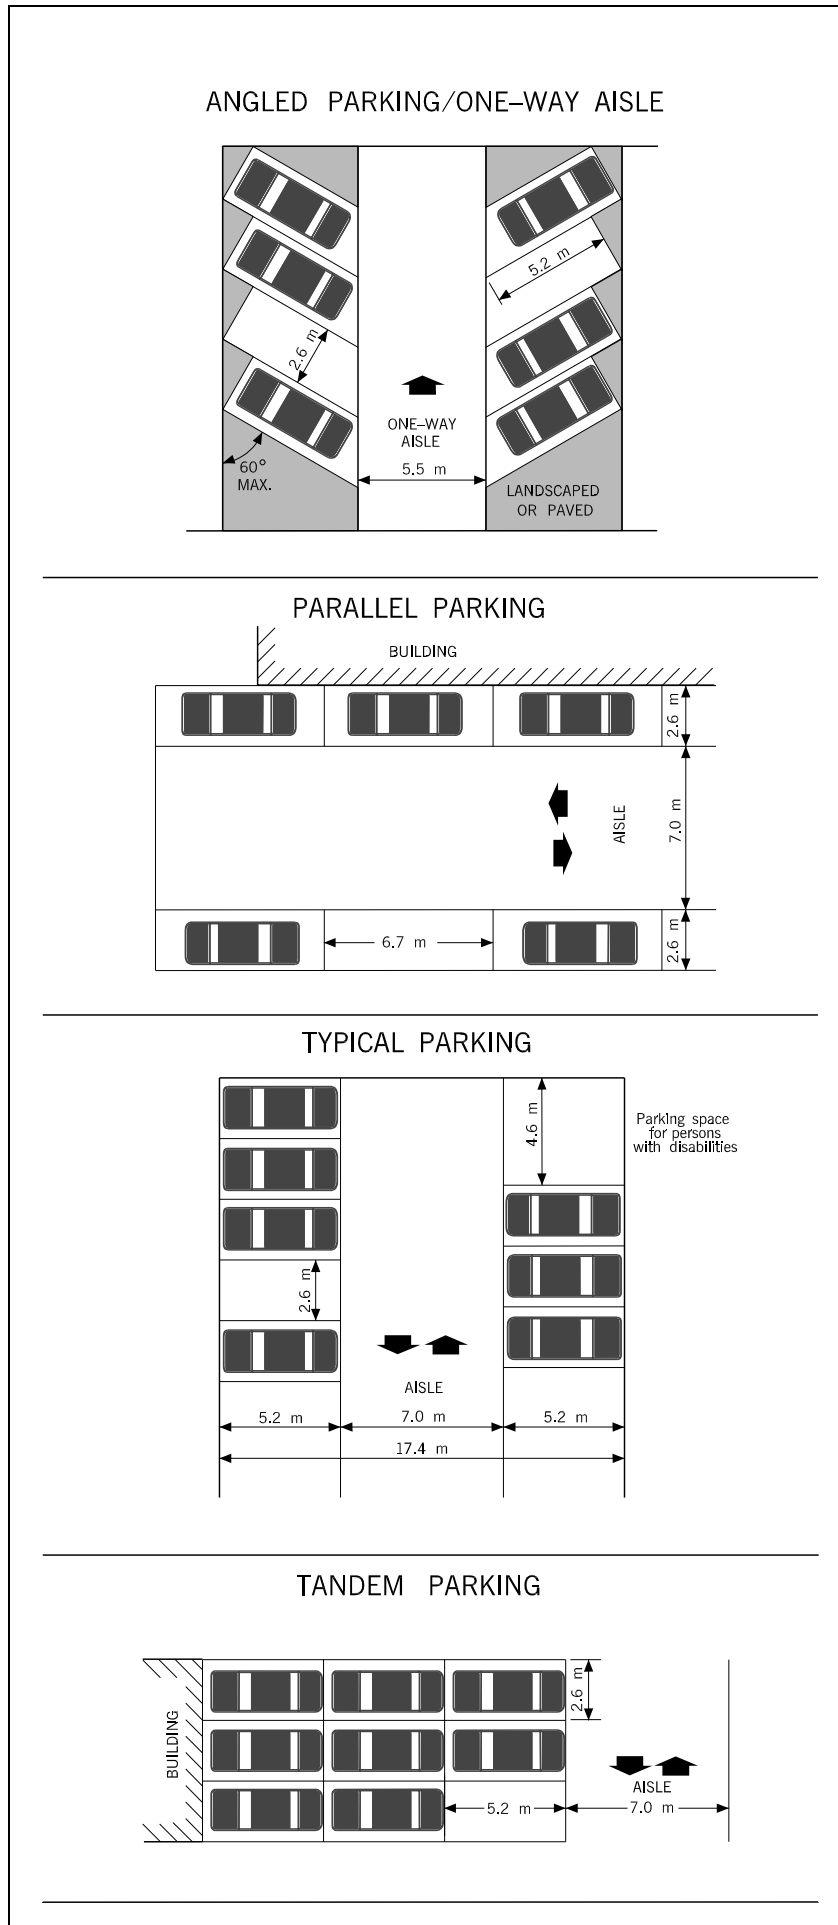 ANGLED PARKING/ONE–WAY AISLE
5.2 m
2.6 m
ONE–WAY
AISLE
5.5 m
60°
MAX.
LANDSCAPED
OR PAVED
PARALLEL PARKING
BUILDING
2.6 m
AISLE
7.0 m
6.7 m
2.6 m
TYPICAL PARKING
4.6 m
Parking space
for persons
with disabilities
2.6 m
AISLE
5.2 m
7.0 m
5.2 m
17.4 m
TANDEM PARKING
BUILDING
2.6 m
AISLE
5.2 m
7.0 m